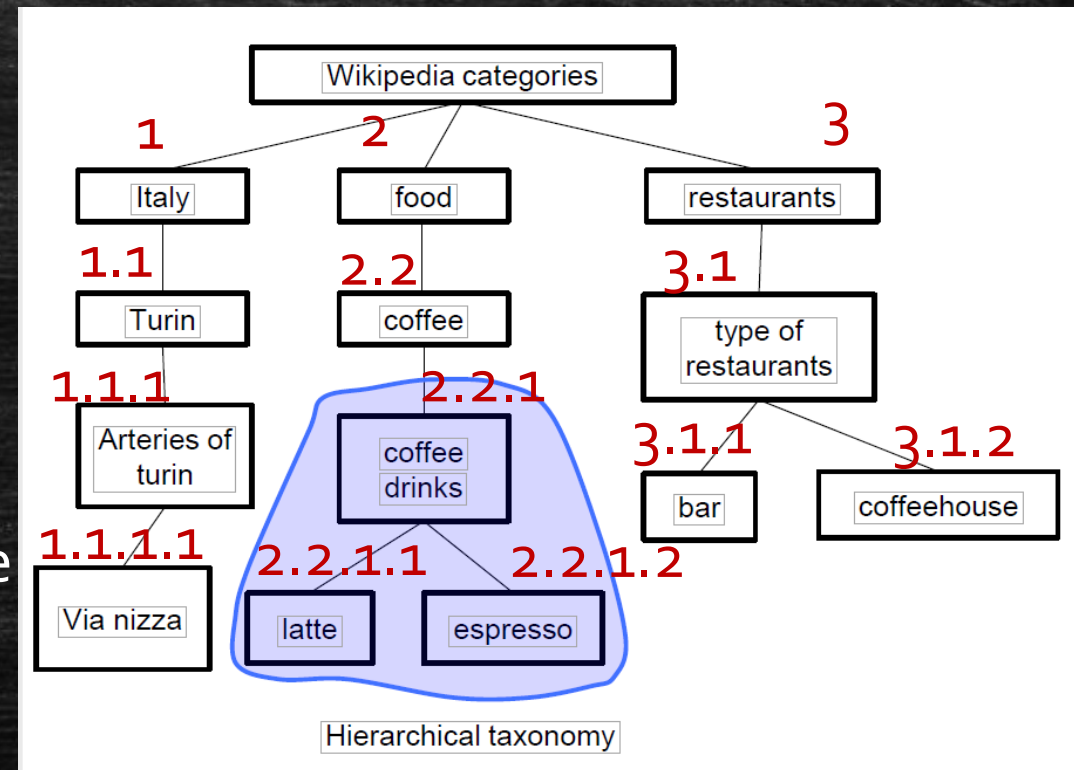 Wikipedia categories
1
2
3
Italy
food
restaurants
1.1
2.2
3.1
Turin
coffee
type of
restaurants
1.1.1
2.2.1
3.1.1
3.1.2
Arteries of
turin
coffee
drinks
bar
coffeehouse
e
1.1.1.1
2.2.1.1
2.2.1.2
Via nizza
latte
espresso
Hierarchical taxonomy